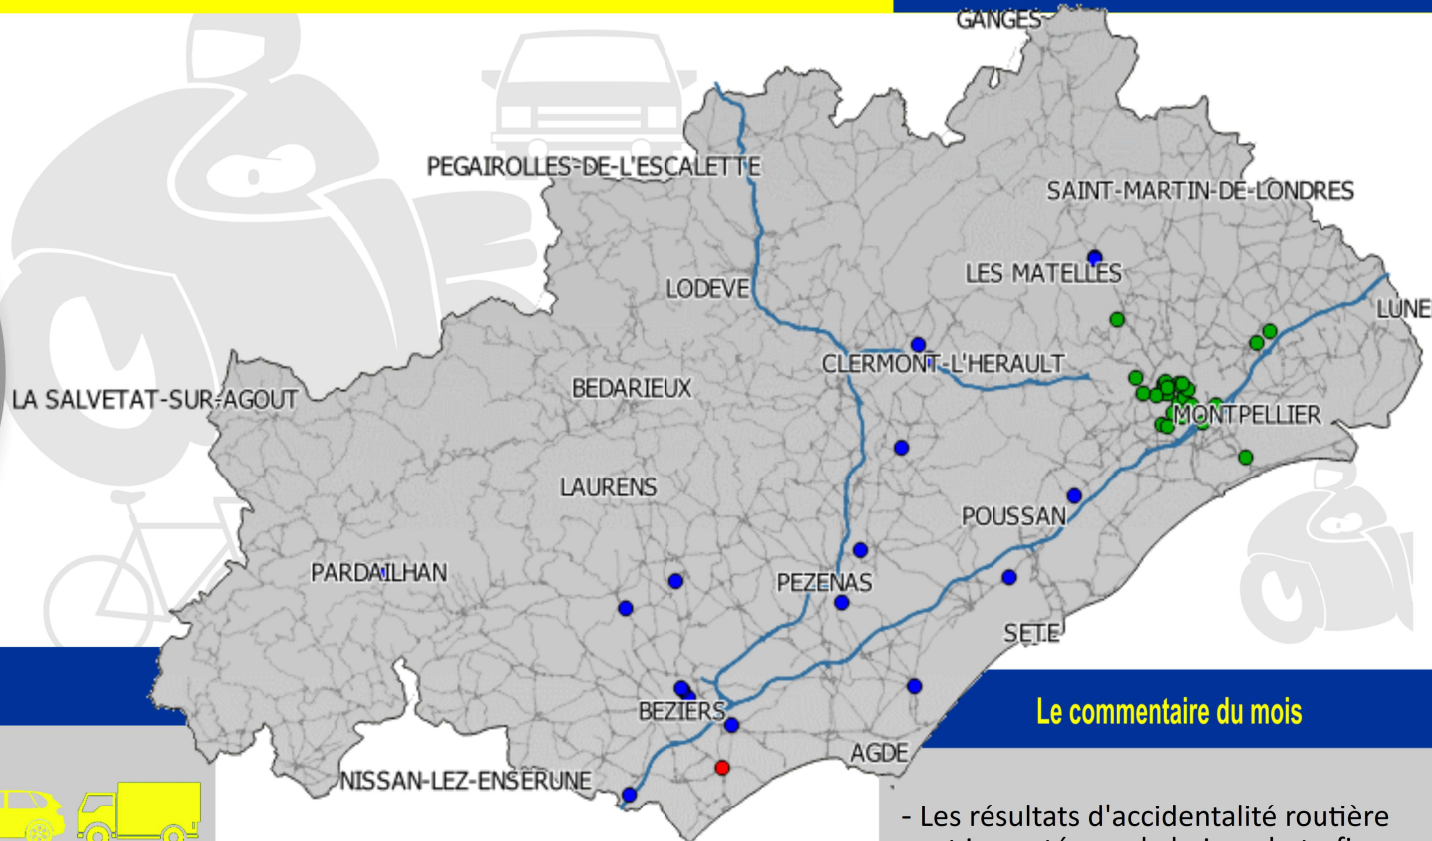 GANGES
PEGAIROLLES-DE-L'ESCALETTE
SAINT-MARTIN-DE-LONDRES
LES MATELLES
LODEVE
CLERMONT-L'HERAULT
BEDARIEUX
LA SALVETAT-SUR-AGOUT
MONTPELLIER
LAURENS
POUSSAN
PARDAILHAN
PEZENAS
SETE
BEZIERS
AGDE
NISSAN-LEZ-ENSERUNE
Le commentaire du mois
- Les résultats d'accidentalité routière